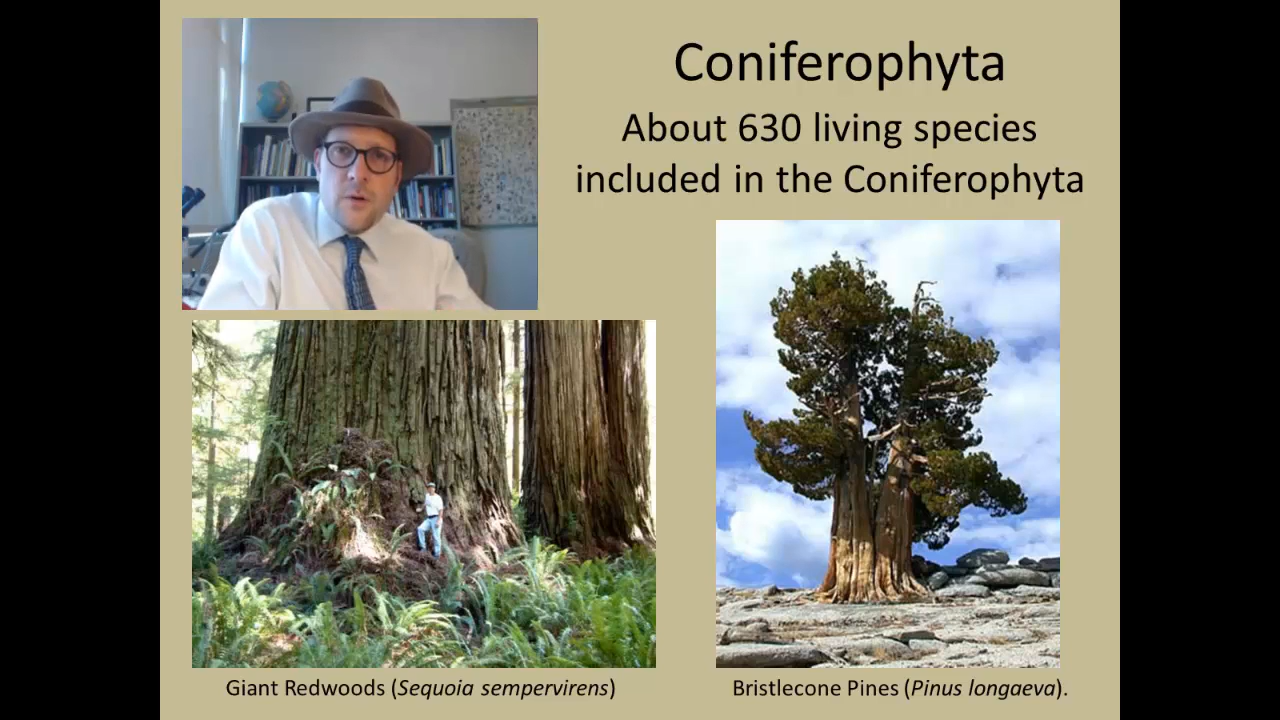 Coniferophyta
About 630 living species
included in the Coniferophyta
Giant Redwoods (Sequoia sempervirens)
Bristlecone Pines (Pinus longaeva).